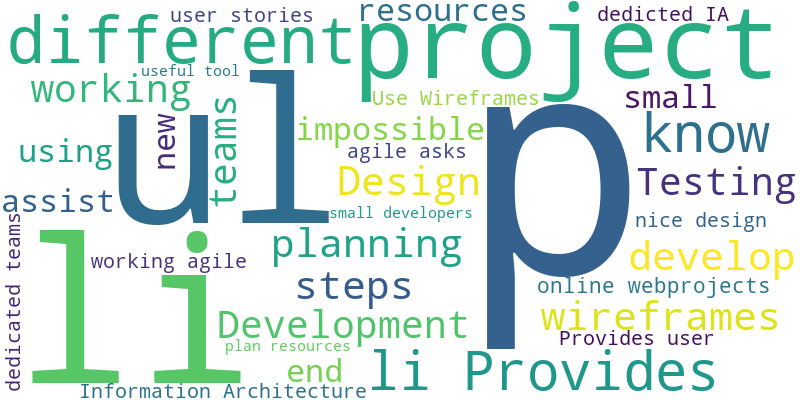 user stories
resources
dedicted IA
different
project
useful tool
working
Use Wireframes
small
ul
p
new
teams
impossible
know
using
agile asks
Design
Testing
assist
small developers
nice design
dedicated teams
li
working agile
planning
develop
steps
online webprojects
Development
wireframes
plan resources
Provides user
end
li Provides
Information Architecture